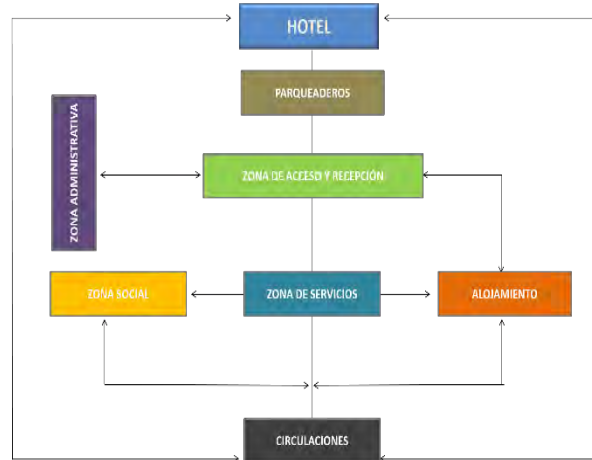 HOTEL
PARQUEADEROS
ZONA ADMINISTRATIVA
ZONA DE ACCESO Y RECEPCIÓN
ZONA SOCIAL
ZONA DE SERVICIOS
ALOJAMIENTO
CIRCULACIONES